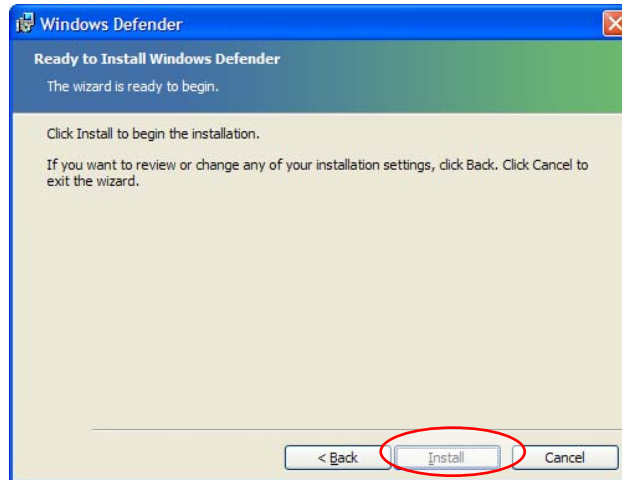 Windows Defender
Ready to Install Windows Defender
The wizard is ready to begin.
Click Install to begin the installation.
If you want to review or change any of your installation settings, click Back. Click Cancel to
exit the wizard.
< Back Install Cancel